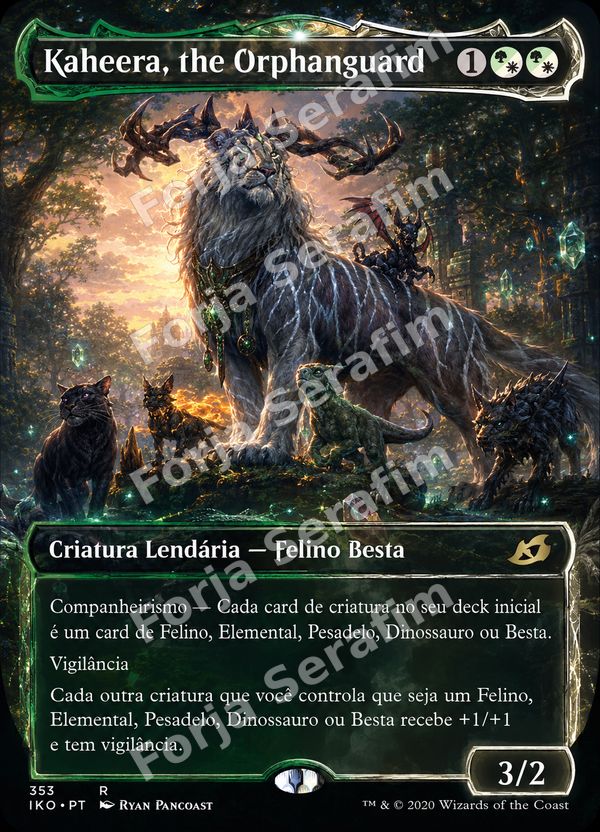 Kaheera, the Orphanguard 1
Forja Serafim
Forja Serafim
Forja Serafim
Criatura Lendária — Felino Besta
Companheirismo — Cada card de criatura no seu deck inicial
é um card de Felino, Elemental, Pesadelo, Dinossauro ou Besta.
Vigilância
Cada outra criatura que você controla que seja um Felino,
Elemental, Pesadelo, Dinossauro ou Besta recebe +1/+1
e tem vigilância.
Forja Serafim
Forja Serafim
3/2
353 R
IKO • PT Ryan Pancoast
™ & © 2020 Wizards of the Coast